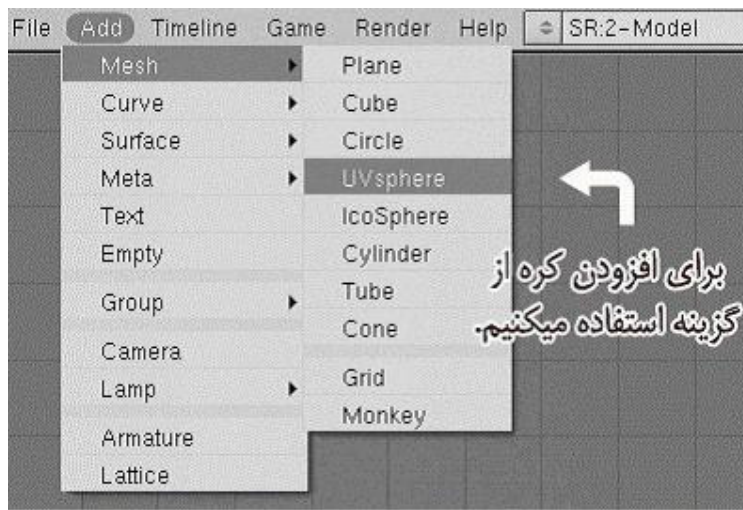 File Add Timeline Game Render Help SR:2-Model
Mesh
Curve
Surface
Meta
Text
Empty
Group
Camera
Lamp
Armature
Lattice
Plane
Cube
Circle
UVsphere
IcoSphere
Cylinder
Tube
Cone
Grid
Monkey
برای افزودن کره از
گزینه استفاده میکنیم.